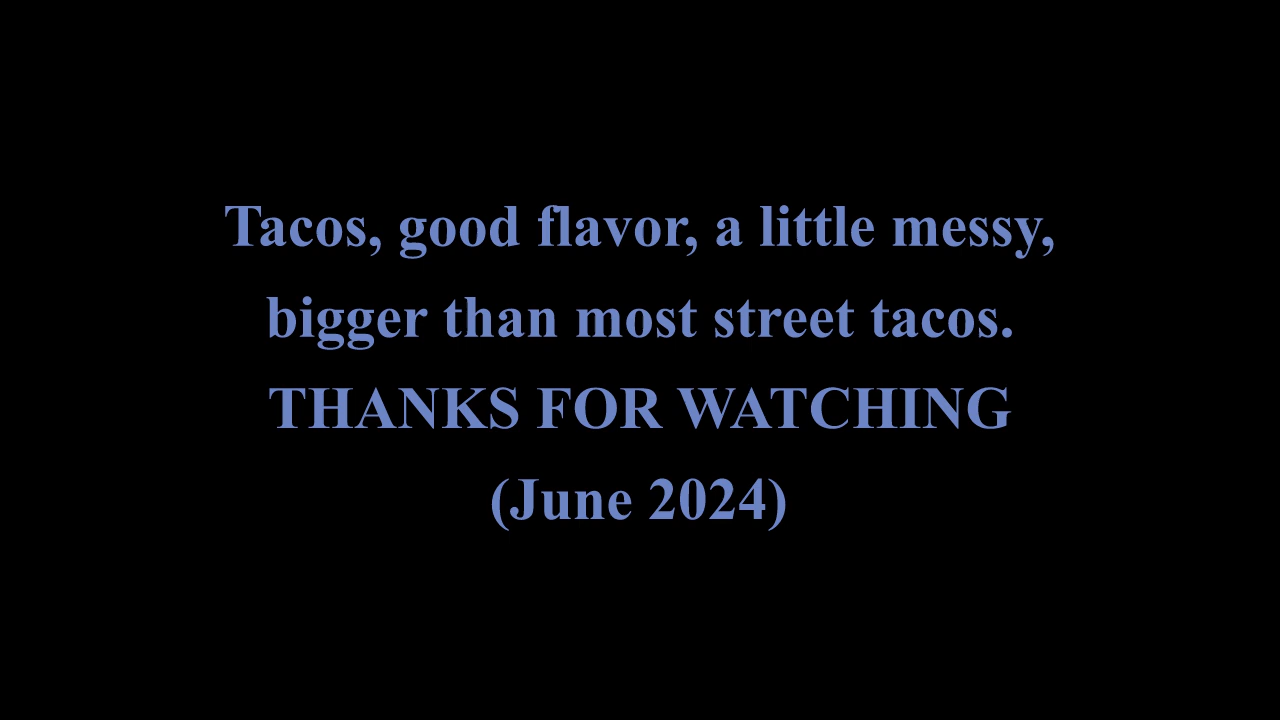 Tacos, good flavor, a little messy,
bigger than most street tacos.
THANKS FOR WATCHING
(June 2024)